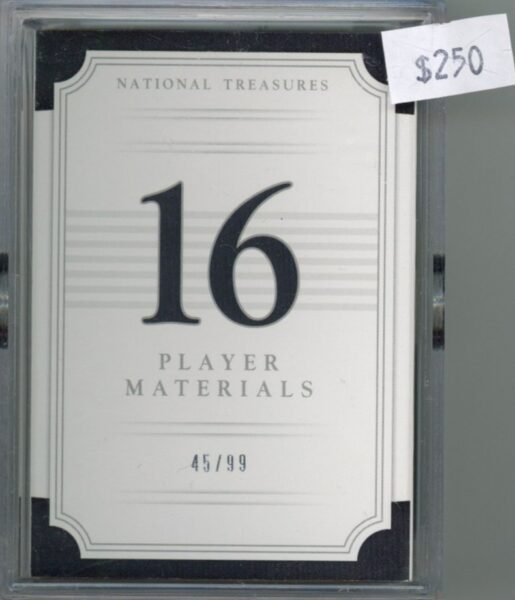 $250
NATIONAL TREASURES
16
PLAYER
MATERIALS
45/99